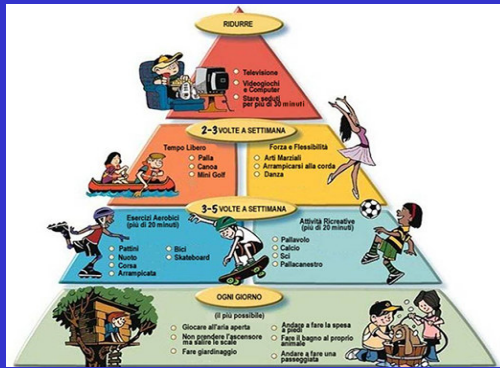 RIDURRE
Televisione
Videogiochi
e Computer
Stare seduti
per più di 30 minuti
2-3 VOLTE A SETTIMANA
Tempo Libero
Palla
Canoa
Mini Golf
Forza e Flessibilità
Arti Marziali
Arrampicarsi alla corda
Danza
3-5 VOLTE A SETTIMANA
Esercizi Aerobici
(più di 20 minuti)
Pattini
Nuoto
Corsa
Arrampicata
Bici
Skateboard
Attività Ricreative
(più di 20 minuti)
Pallavolo
Calcio
Sci
Pallacanestro
OGNI GIORNO
(il più possibile)
Giocare all'aria aperta
Non prendere l'ascensore
ma salire le scale
Fare giardinaggio
Andare a fare la spesa
a piedi
Fare il bagno al proprio
animale
Andare a fare una
passeggiata